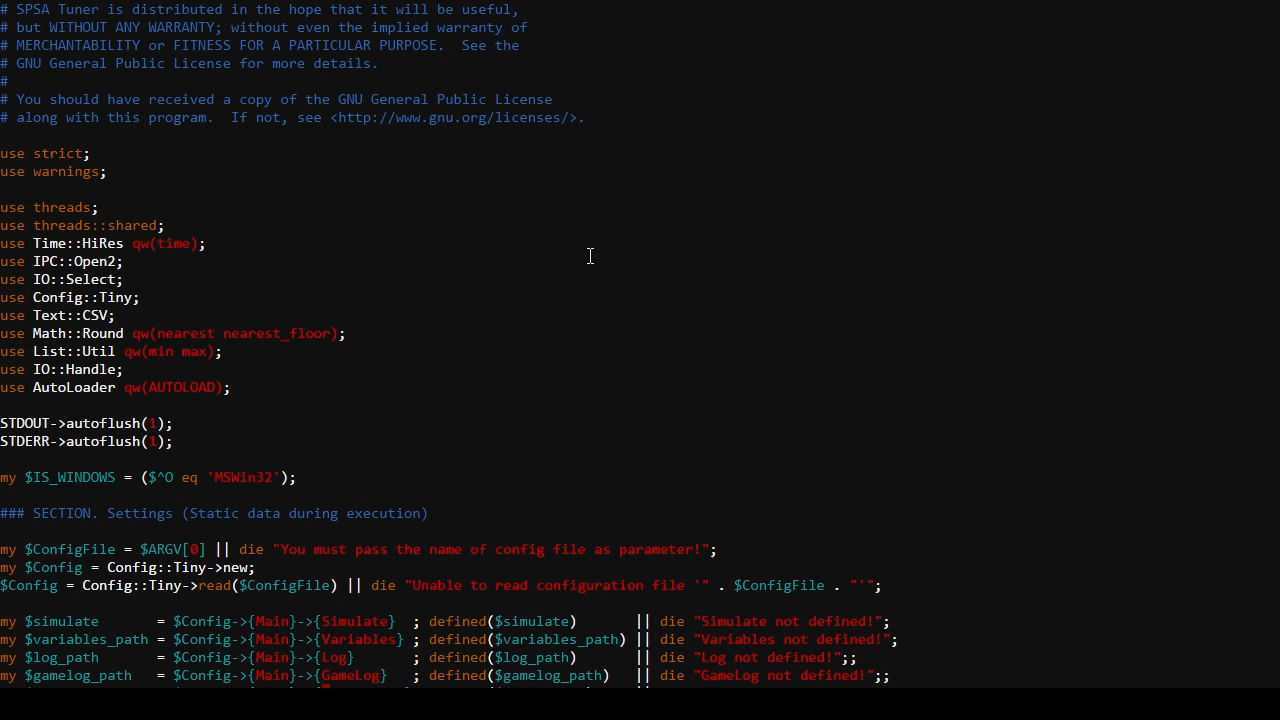 # SPSA Tuner is distributed in the hope that it will be useful,
# but WITHOUT ANY WARRANTY; without even the implied warranty of
# MERCHANTABILITY or FITNESS FOR A PARTICULAR PURPOSE.  See the
# GNU General Public License for more details.
#
# You should have received a copy of the GNU General Public License
# along with this program.  If not, see <http://www.gnu.org/licenses/>.
use strict;
use warnings;
use threads;
use threads::shared;
use Time::HiRes qw(time);
use IPC::Open2;
use IO::Select;
use Config::Tiny;
use Text::CSV;
use Math::Round qw(nearest nearest_floor);
use List::Util qw(min max);
use IO::Handle;
use AutoLoader qw(AUTOLOAD);
STDOUT->autoflush(1);
STDERR->autoflush(1);
my $IS_WINDOWS = ($^O eq 'MSWin32');
### SECTION. Settings (Static data during execution)
my $ConfigFile = $ARGV[0] || die "You must pass the name of config file as parameter!";
my $Config = Config::Tiny->new;
$Config = Config::Tiny->read($ConfigFile) || die "Unable to read configuration file '" . $ConfigFile . "'";
my $simulate       = $Config->{Main}->{Simulate}  ; defined($simulate)       || die "Simulate not defined!";
my $variables_path = $Config->{Main}->{Variables} ; defined($variables_path) || die "Variables not defined!";
my $log_path       = $Config->{Main}->{Log}       ; defined($log_path)       || die "Log not defined!";;
my $gamelog_path   = $Config->{Main}->{GameLog}   ; defined($gamelog_path)   || die "GameLog not defined!";;